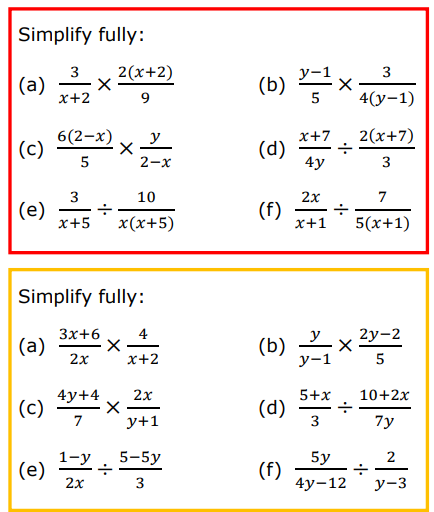 Simplify fully:
(a) 3/(x+2) × 2(x+2)/9
(b) (y−1)/5 × 3/(4(y−1))
(c) 6(2−x)/5 × y/(2−x)
(d) (x+7)/(4y) ÷ 2(x+7)/3
(e) 3/(x+5) ÷ 10/(x(x+5))
(f) 2x/(x+1) ÷ 7/(5(x+1))
Simplify fully:
(a) (3x+6)/(2x) × 4/(x+2)
(b) y/(y−1) × (2y−2)/5
(c) (4y+4)/7 × 2x/(y+1)
(d) (5+x)/3 ÷ (10+2x)/(7y)
(e) (1−y)/(2x) ÷ (5−5y)/3
(f) 5y/(4y−12) ÷ 2/(y−3)